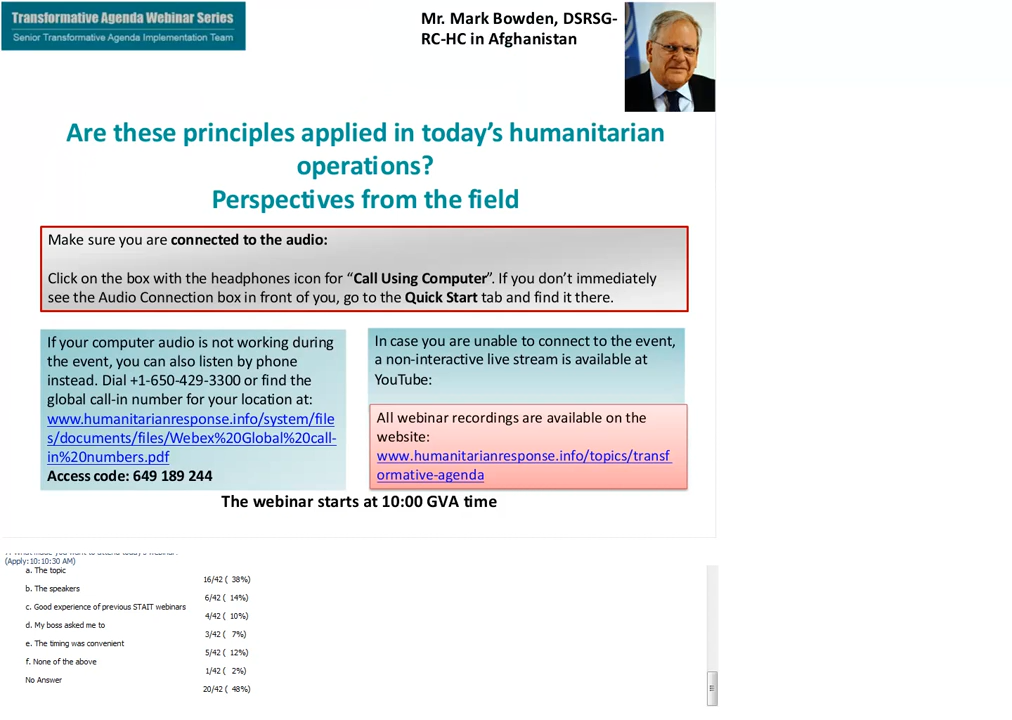 Transformative Agenda Webinar Series
Senior Transformative Agenda Implementation Team
Mr. Mark Bowden, DSRSG-
RC-HC in Afghanistan
Are these principles applied in today's humanitarian
operations?
Perspectives from the field
Make sure you are connected to the audio:
Click on the box with the headphones icon for “Call Using Computer”. If you don't immediately
see the Audio Connection box in front of you, go to the Quick Start tab and find it there.
If your computer audio is not working during
the event, you can also listen by phone
instead. Dial +1-650-429-3300 or find the
global call-in number for your location at:
www.humanitarianresponse.info/system/file
s/documents/files/Webex%20Global%20call-
in%20numbers.pdf
Access code: 649 189 244
In case you are unable to connect to the event,
a non-interactive live stream is available at
YouTube:
All webinar recordings are available on the
website:
www.humanitarianresponse.info/topics/transf
ormative-agenda
The webinar starts at 10:00 GVA time
What made you want to attend today's webinar?
(Apply:10:10:30 AM)
a. The topic
16/42 ( 38%)
b. The speakers
6/42 ( 14%)
c. Good experience of previous STAIT webinars
4/42 ( 10%)
d. My boss asked me to
3/42 ( 7%)
e. The timing was convenient
5/42 ( 12%)
f. None of the above
1/42 ( 2%)
No Answer
20/42 ( 48%)